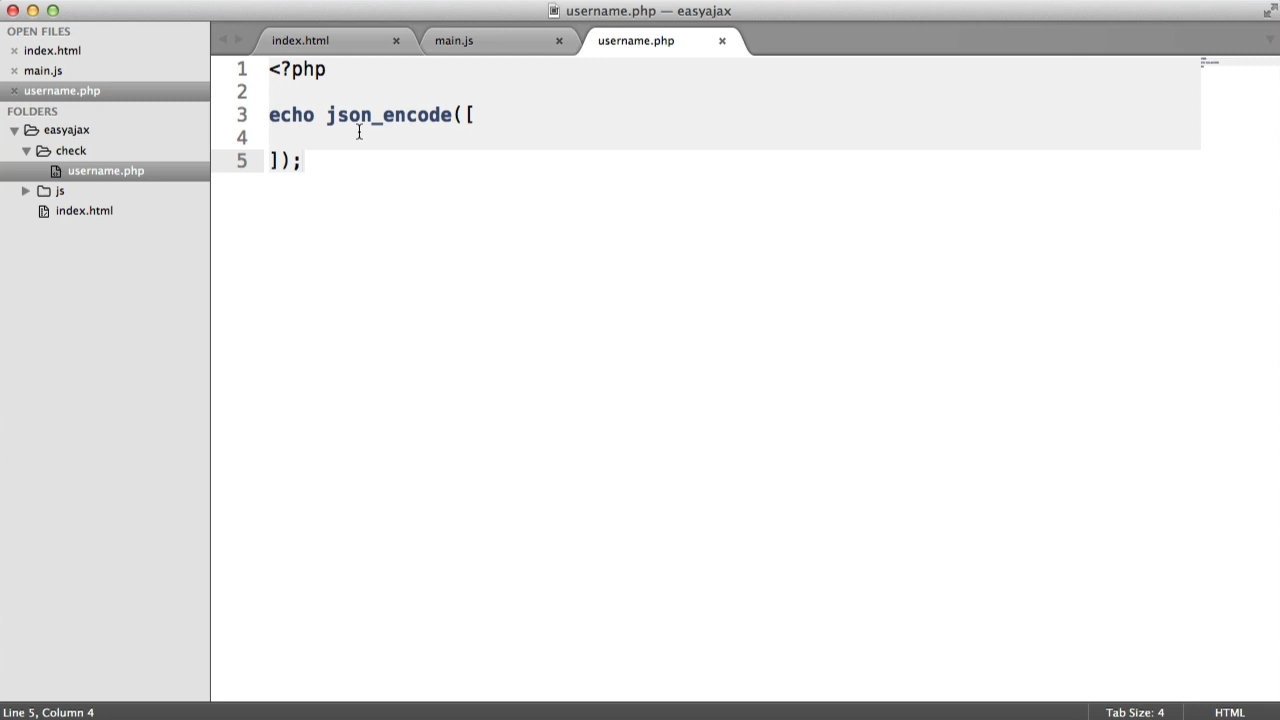 username.php — easyajax
OPEN FILES
index.html
main.js
username.php
FOLDERS
easyajax
check
username.php
js
index.html
index.html
main.js
username.php
1 <?php
2
3 echo json_encode([
4
5 ]);
Line 5, Column 4
Tab Size: 4
HTML